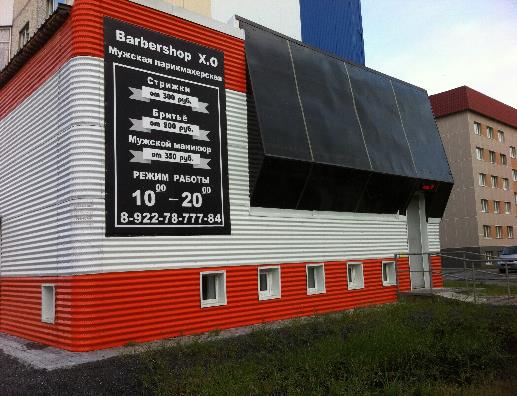 Barbershop X.O
Мужская парикмахерская
Стрижки
от 300 руб.
Бритьё
от 200 руб.
Мужской маникюр
от 350 руб.
РЕЖИМ РАБОТЫ
10⁰⁰ – 20⁰⁰
8-922-78-777-84